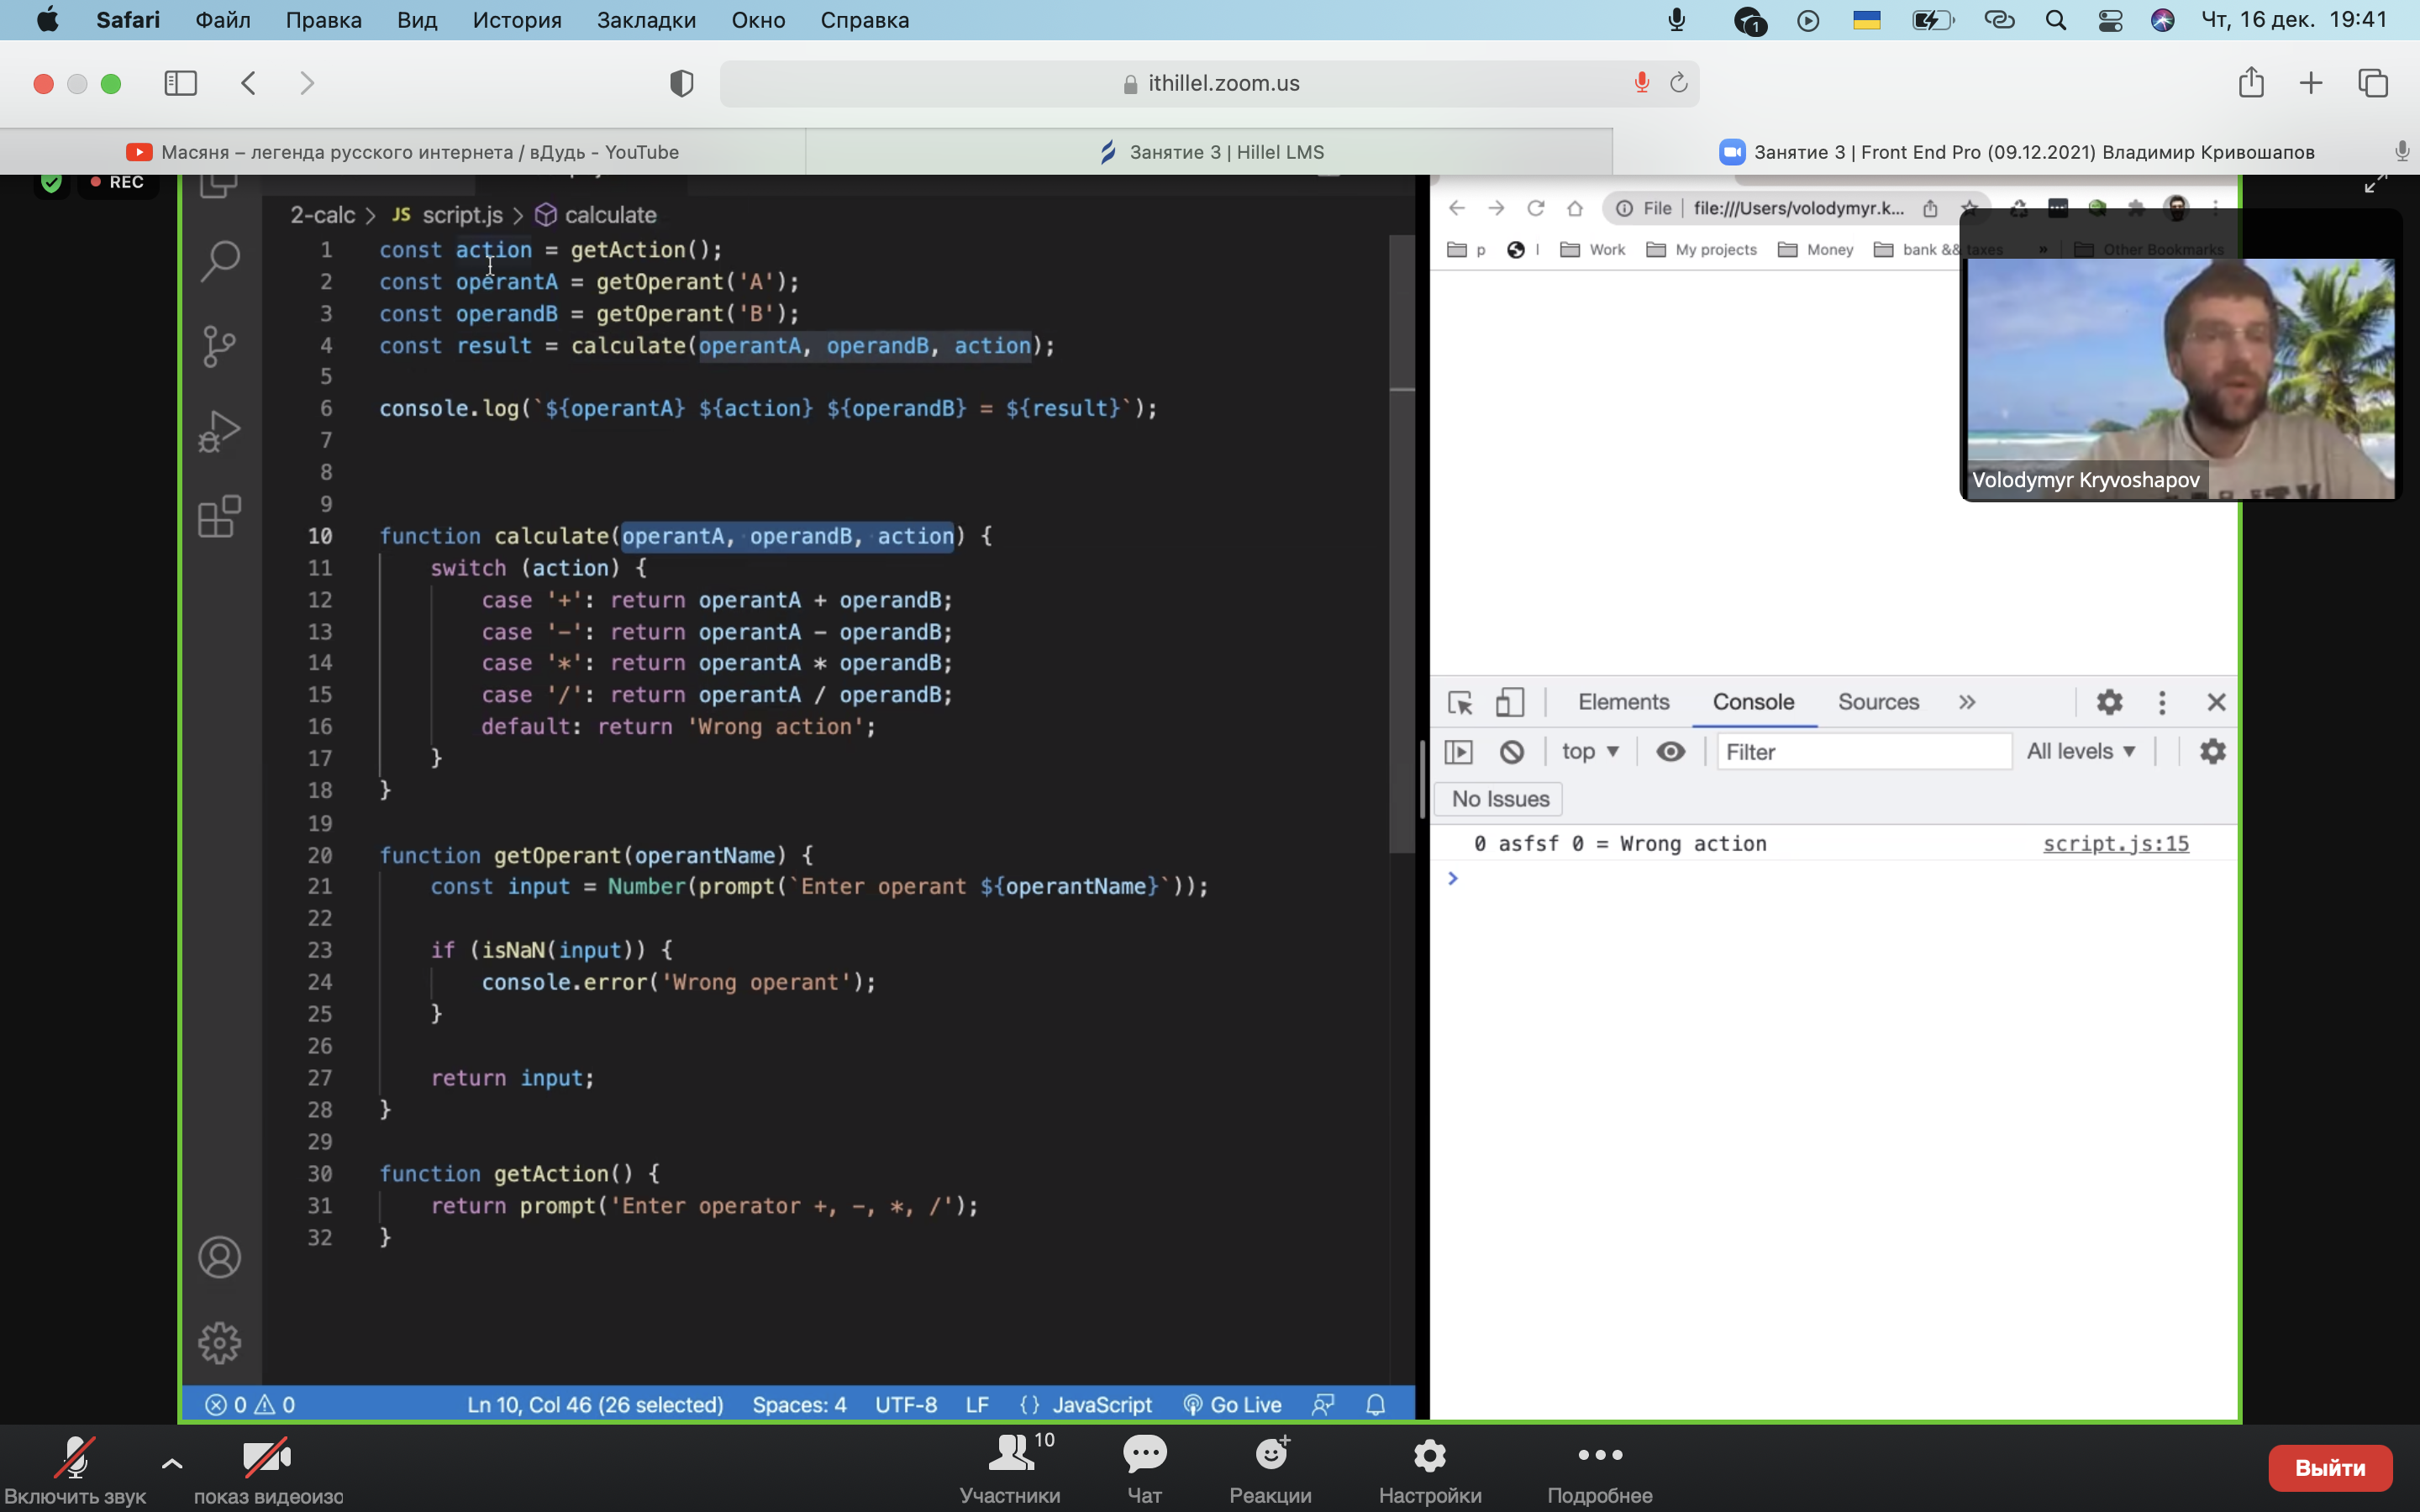 Safari Файл Правка Вид История Закладки Окно Справка 1 Чт, 16 дек. 19:41
ithillel.zoom.us
Масяня – легенда русского интернета / вДудь - YouTube
Занятие 3 | Hillel LMS
Занятие 3 | Front End Pro (09.12.2021) Владимир Кривошапов
REC
2-calc > JS script.js > calculate
1 const action = getAction();
2 const operantA = getOperant('A');
3 const operandB = getOperant('B');
4 const result = calculate(operantA, operandB, action);
5
6 console.log(`${operantA} ${action} ${operandB} = ${result}`);
7
8
9
10 function calculate(operantA, operandB, action) {
11 switch (action) {
12 case '+': return operantA + operandB;
13 case '-': return operantA - operandB;
14 case '*': return operantA * operandB;
15 case '/': return operantA / operandB;
16 default: return 'Wrong action';
17 }
18 }
19
20 function getOperant(operantName) {
21 const input = Number(prompt(`Enter operant ${operantName}`));
22
23 if (isNaN(input)) {
24 console.error('Wrong operant');
25 }
26
27 return input;
28 }
29
30 function getAction() {
31 return prompt('Enter operator +, -, *, /');
32 }
0 0 Ln 10, Col 46 (26 selected) Spaces: 4 UTF-8 LF {} JavaScript Go Live
File | file:///Users/volodymyr.k...
p l Work My projects Money bank && taxes » Other Bookmarks
Volodymyr Kryvoshapov
Elements Console Sources »
top Filter All levels
No Issues
0 asfsf 0 = Wrong action script.js:15
>
Включить звук
показ видеоизо
Участники 10
Чат
Реакции
Настройки
Подробнее
Выйти